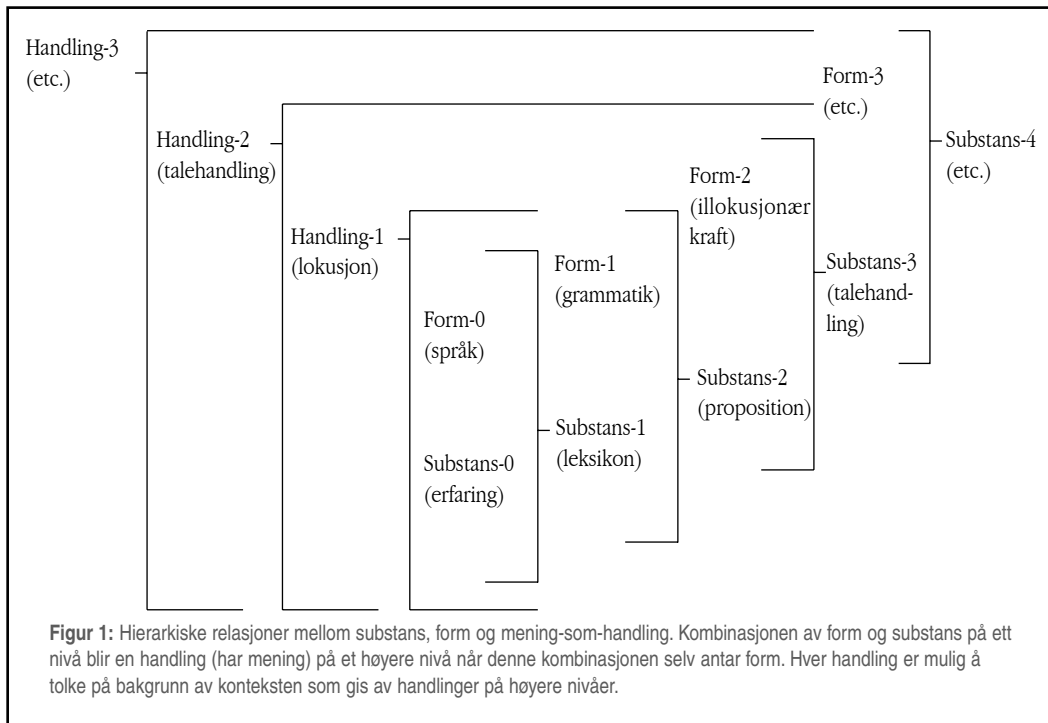 Handling-3
(etc.)
Handling-2
(talehandling)
Handling-1
(lokusjon)
Form-0
(språk)
Substans-0
(erfaring)
Form-1
(grammatik)
Substans-1
(leksikon)
Form-2
(illokusjonær
kraft)
Substans-2
(proposition)
Form-3
(etc.)
Substans-3
(talehand-
ling)
Substans-4
(etc.)
Figur 1: Hierarkiske relasjoner mellom substans, form og mening-som-handling. Kombinasjonen av form og substans på ett
nivå blir en handling (har mening) på et høyere nivå når denne kombinasjonen selv antar form. Hver handling er mulig å
tolke på bakgrunn av konteksten som gis av handlinger på høyere nivåer.